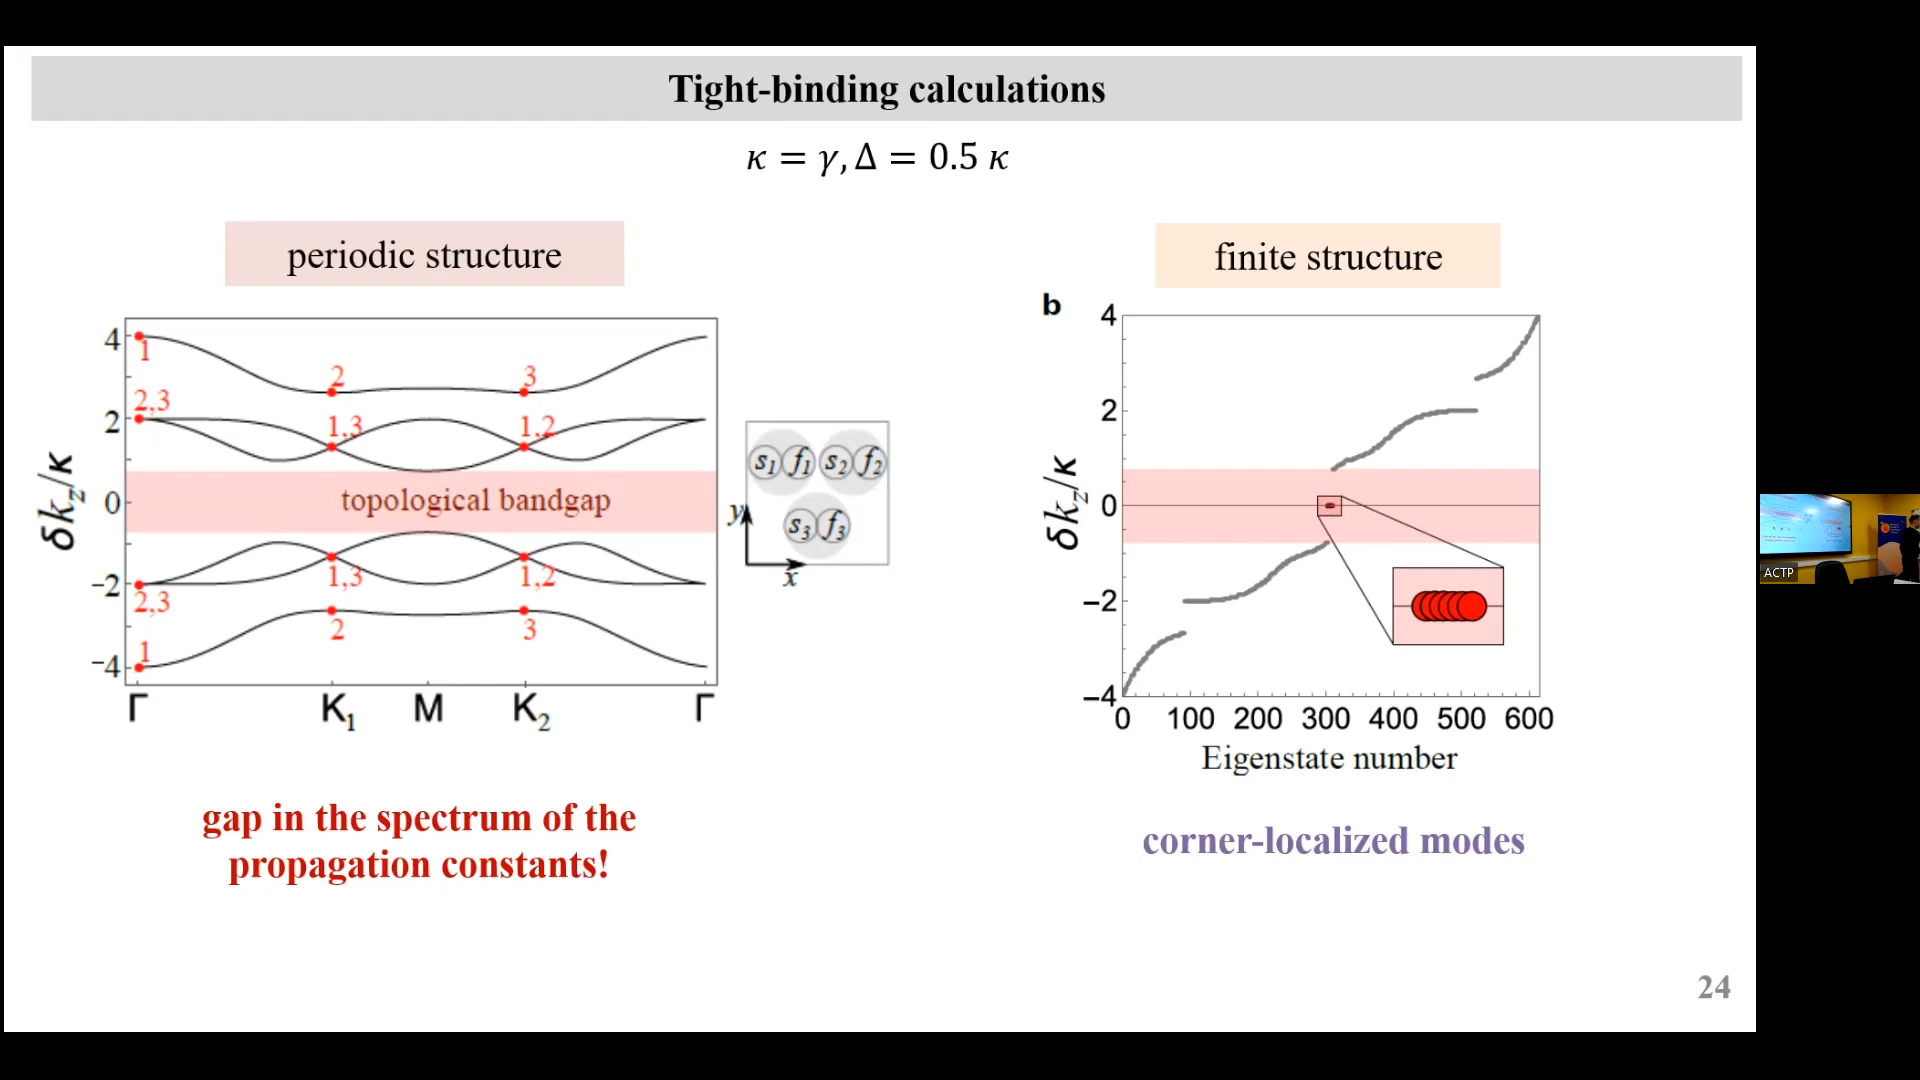 Tight-binding calculations
κ = γ, Δ = 0.5 κ
periodic structure
finite structure
b
δk_z/κ
4
2
0
−2
−4
1
2
3
2,3
1,3
1,2
topological bandgap
1,3
1,2
2,3
2
3
1
Γ
K₁
M
K₂
Γ
s₁ f₁ s₂ f₂
s₃ f₃
y
x
δk_z/κ
4
2
0
−2
−4
0 100 200 300 400 500 600
Eigenstate number
gap in the spectrum of the
propagation constants!
corner-localized modes
24
ACTP